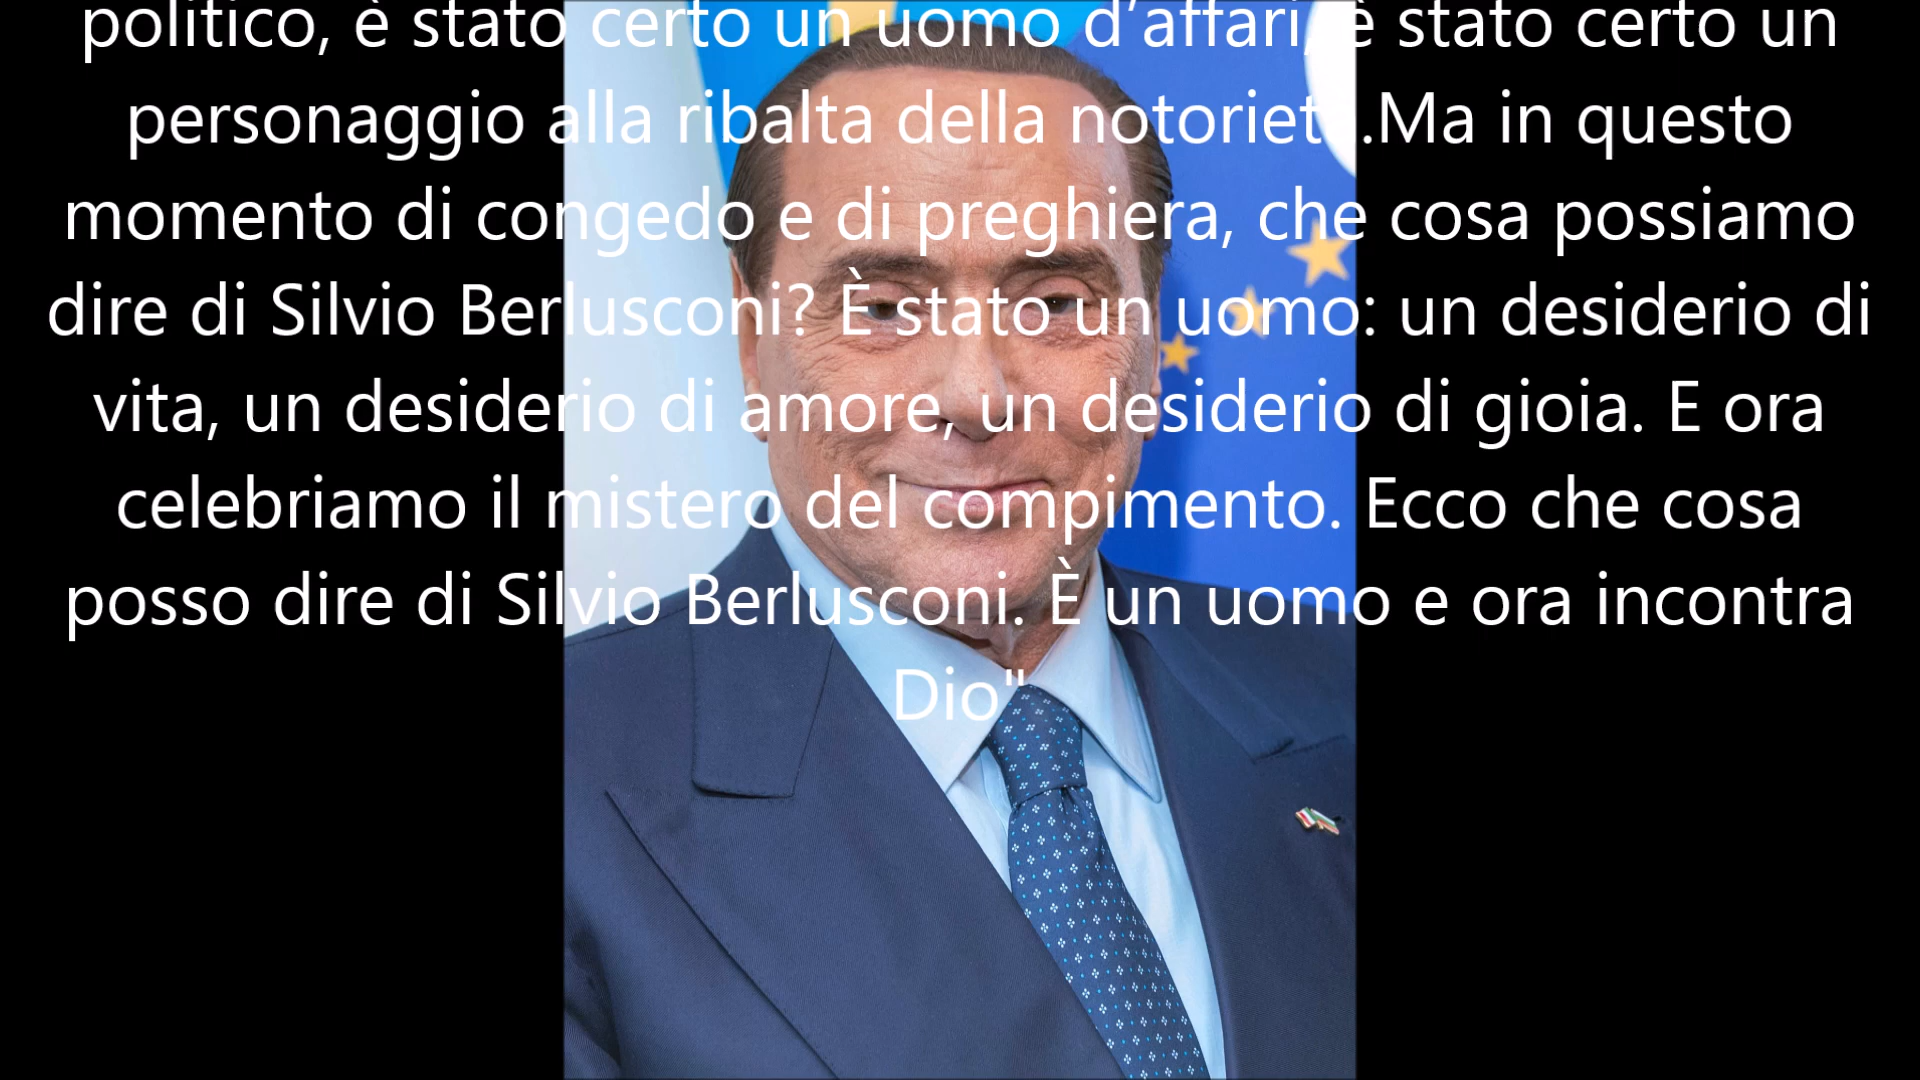 politico, è stato certo un uomo d’affari, è stato certo un
personaggio alla ribalta della notorietà.Ma in questo
momento di congedo e di preghiera, che cosa possiamo
dire di Silvio Berlusconi? È stato un uomo: un desiderio di
vita, un desiderio di amore, un desiderio di gioia. E ora
celebriamo il mistero del compimento. Ecco che cosa
posso dire di Silvio Berlusconi. È un uomo e ora incontra
Dio"